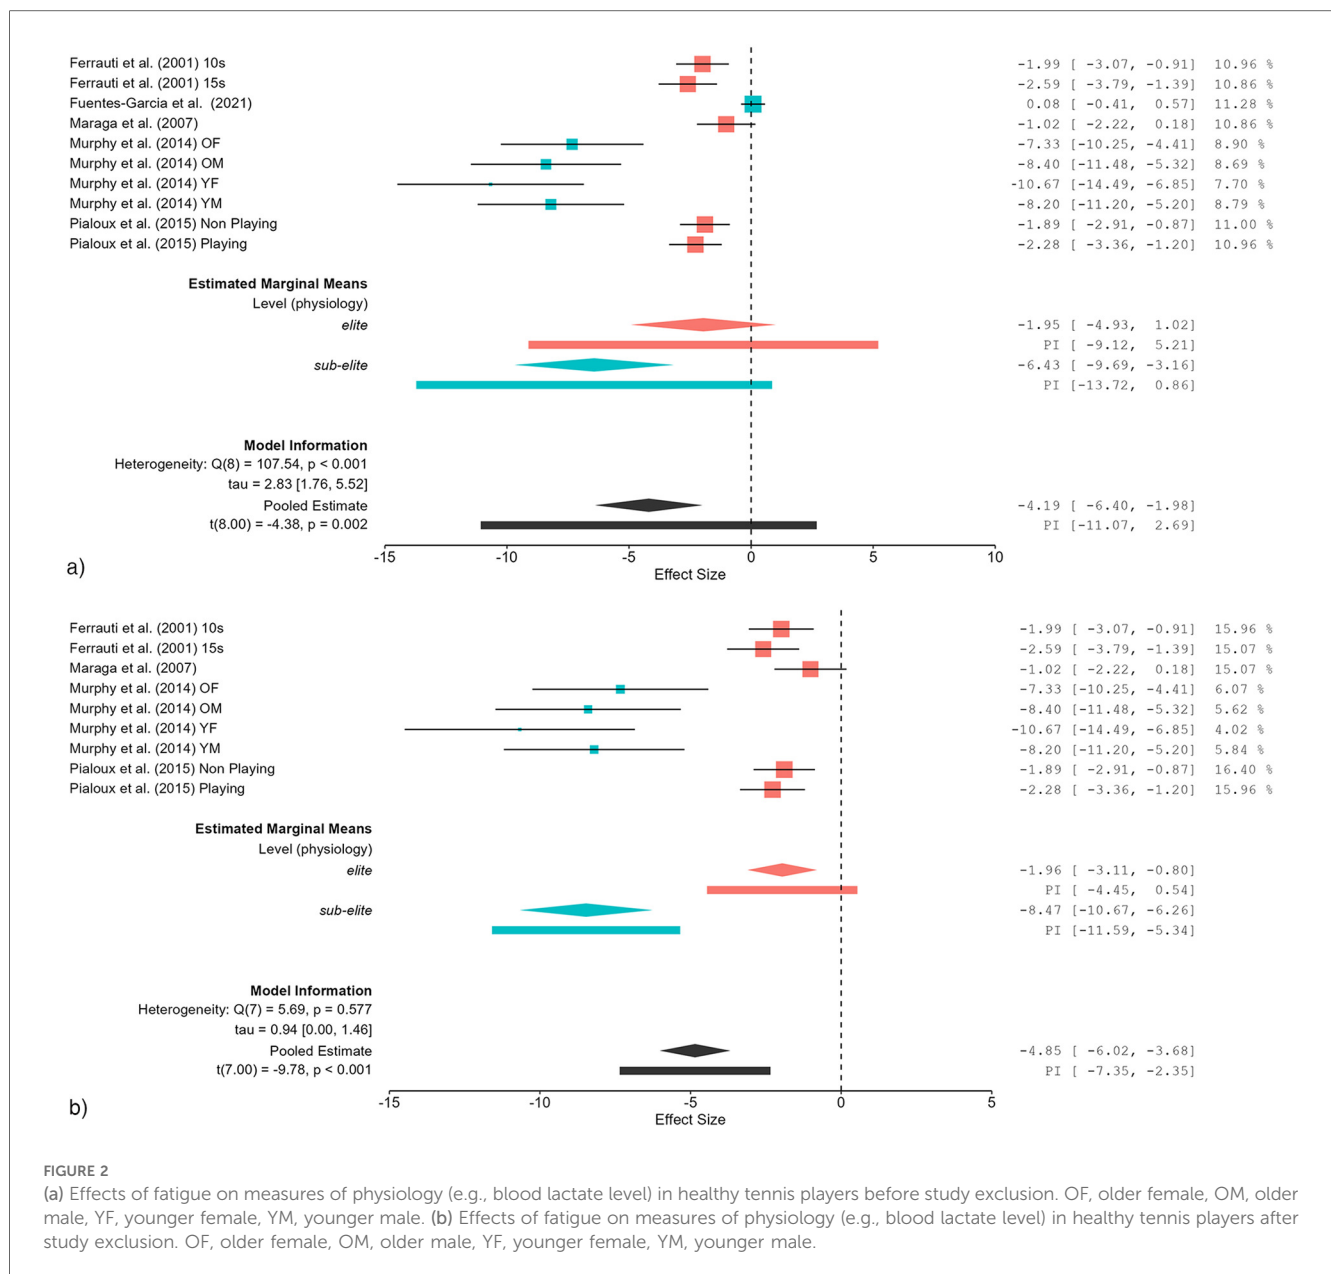 Ferrauti et al. (2001) 10s -1.99 [ -3.07, -0.91] 10.96 %
Ferrauti et al. (2001) 15s -2.59 [ -3.79, -1.39] 10.86 %
Fuentes-Garcia et al. (2021) 0.08 [ -0.41, 0.57] 11.28 %
Maraga et al. (2007) -1.02 [ -2.22, 0.18] 10.86 %
Murphy et al. (2014) OF -7.33 [-10.25, -4.41] 8.90 %
Murphy et al. (2014) OM -8.40 [-11.48, -5.32] 8.69 %
Murphy et al. (2014) YF -10.67 [-14.49, -6.85] 7.70 %
Murphy et al. (2014) YM -8.20 [-11.20, -5.20] 8.79 %
Pialoux et al. (2015) Non Playing -1.89 [ -2.91, -0.87] 11.00 %
Pialoux et al. (2015) Playing -2.28 [ -3.36, -1.20] 10.96 %
Estimated Marginal Means
Level (physiology)
elite -1.95 [ -4.93, 1.02]
PI [ -9.12, 5.21]
sub-elite -6.43 [ -9.69, -3.16]
PI [-13.72, 0.86]
Model Information
Heterogeneity: Q(8) = 107.54, p < 0.001
tau = 2.83 [1.76, 5.52]
Pooled Estimate -4.19 [ -6.40, -1.98]
t(8.00) = -4.38, p = 0.002 PI [-11.07, 2.69]
-15 -10 -5 0 5 10
a) Effect Size
Ferrauti et al. (2001) 10s -1.99 [ -3.07, -0.91] 15.96 %
Ferrauti et al. (2001) 15s -2.59 [ -3.79, -1.39] 15.07 %
Maraga et al. (2007) -1.02 [ -2.22, 0.18] 15.07 %
Murphy et al. (2014) OF -7.33 [-10.25, -4.41] 6.07 %
Murphy et al. (2014) OM -8.40 [-11.48, -5.32] 5.62 %
Murphy et al. (2014) YF -10.67 [-14.49, -6.85] 4.02 %
Murphy et al. (2014) YM -8.20 [-11.20, -5.20] 5.84 %
Pialoux et al. (2015) Non Playing -1.89 [ -2.91, -0.87] 16.40 %
Pialoux et al. (2015) Playing -2.28 [ -3.36, -1.20] 15.96 %
Estimated Marginal Means
Level (physiology)
elite -1.96 [ -3.11, -0.80]
PI [ -4.45, 0.54]
sub-elite -8.47 [-10.67, -6.26]
PI [-11.59, -5.34]
Model Information
Heterogeneity: Q(7) = 5.69, p = 0.577
tau = 0.94 [0.00, 1.46]
Pooled Estimate -4.85 [ -6.02, -3.68]
t(7.00) = -9.78, p < 0.001 PI [ -7.35, -2.35]
-15 -10 -5 0 5
b) Effect Size
FIGURE 2
(a) Effects of fatigue on measures of physiology (e.g., blood lactate level) in healthy tennis players before study exclusion. OF, older female, OM, older
male, YF, younger female, YM, younger male. (b) Effects of fatigue on measures of physiology (e.g., blood lactate level) in healthy tennis players after
study exclusion. OF, older female, OM, older male, YF, younger female, YM, younger male.